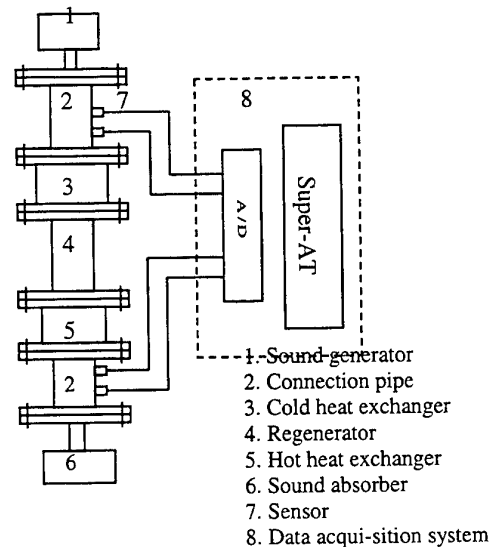 1
2
7
8
3
4
A/D
Super-AT
5
2
6
1. Sound generator
2. Connection pipe
3. Cold heat exchanger
4. Regenerator
5. Hot heat exchanger
6. Sound absorber
7. Sensor
8. Data acqui-sition system